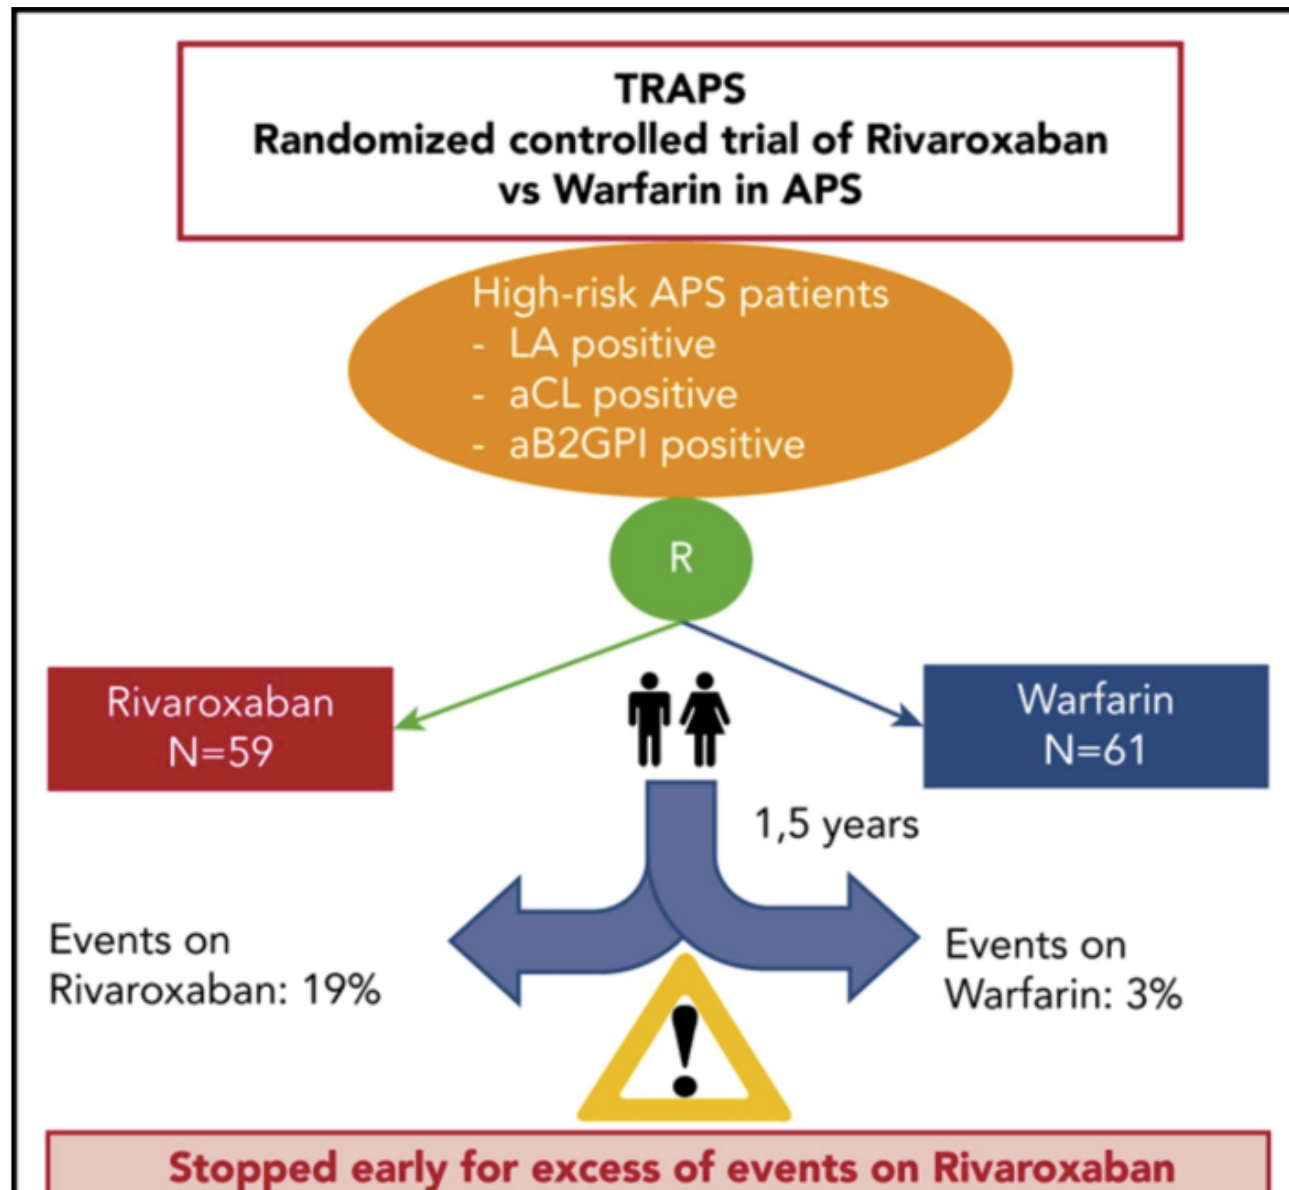 TRAPS
Randomized controlled trial of Rivaroxaban
vs Warfarin in APS
High-risk APS patients
- LA positive
- aCL positive
- aB2GPI positive
R
Rivaroxaban
N=59
Warfarin
N=61
1,5 years
Events on
Rivaroxaban: 19%
Events on
Warfarin: 3%
!
Stopped early for excess of events on Rivaroxaban